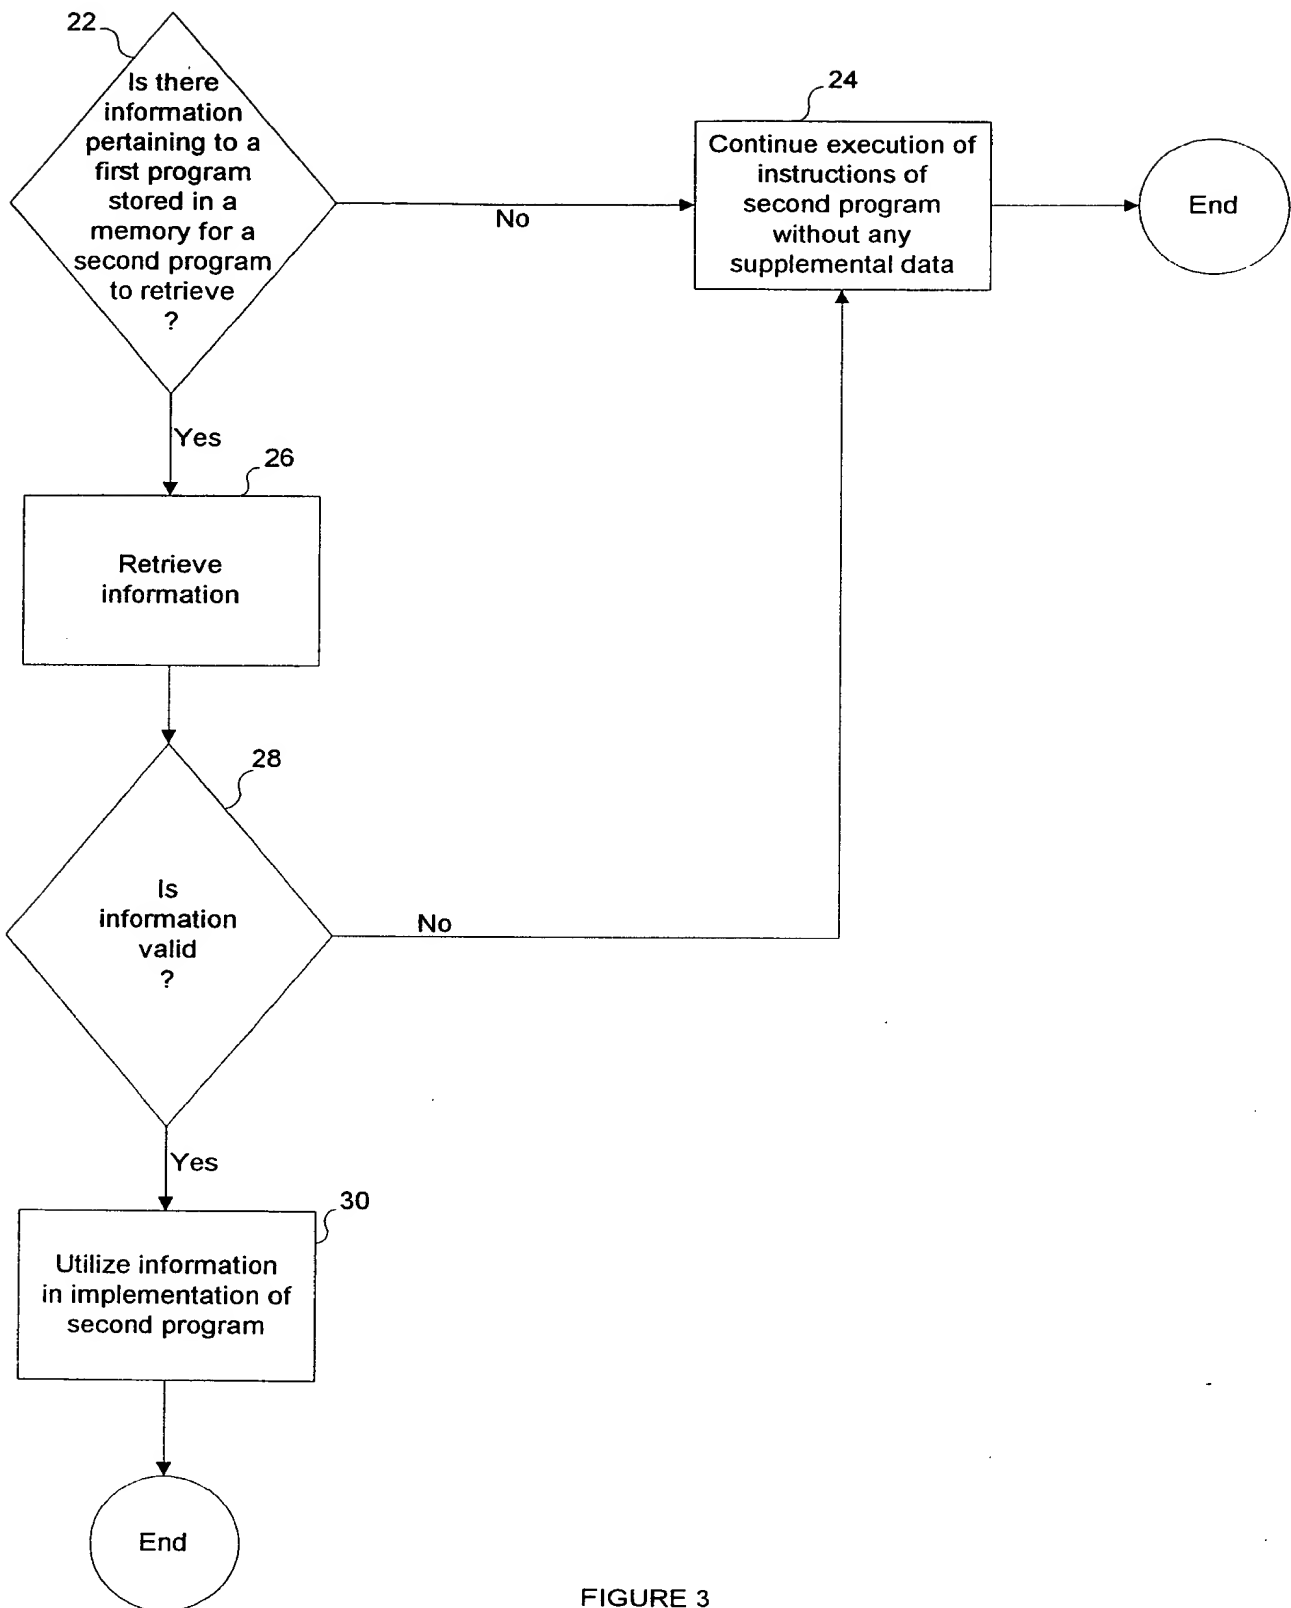 22
Is there
information
pertaining to a
first program
stored in a
memory for a
second program
to retrieve
?
No
24
Continue execution of
instructions of
second program
without any
supplemental data
End
Yes
26
Retrieve
information
28
Is
information
valid
?
No
Yes
30
Utilize information
in implementation of
second program
End
FIGURE 3